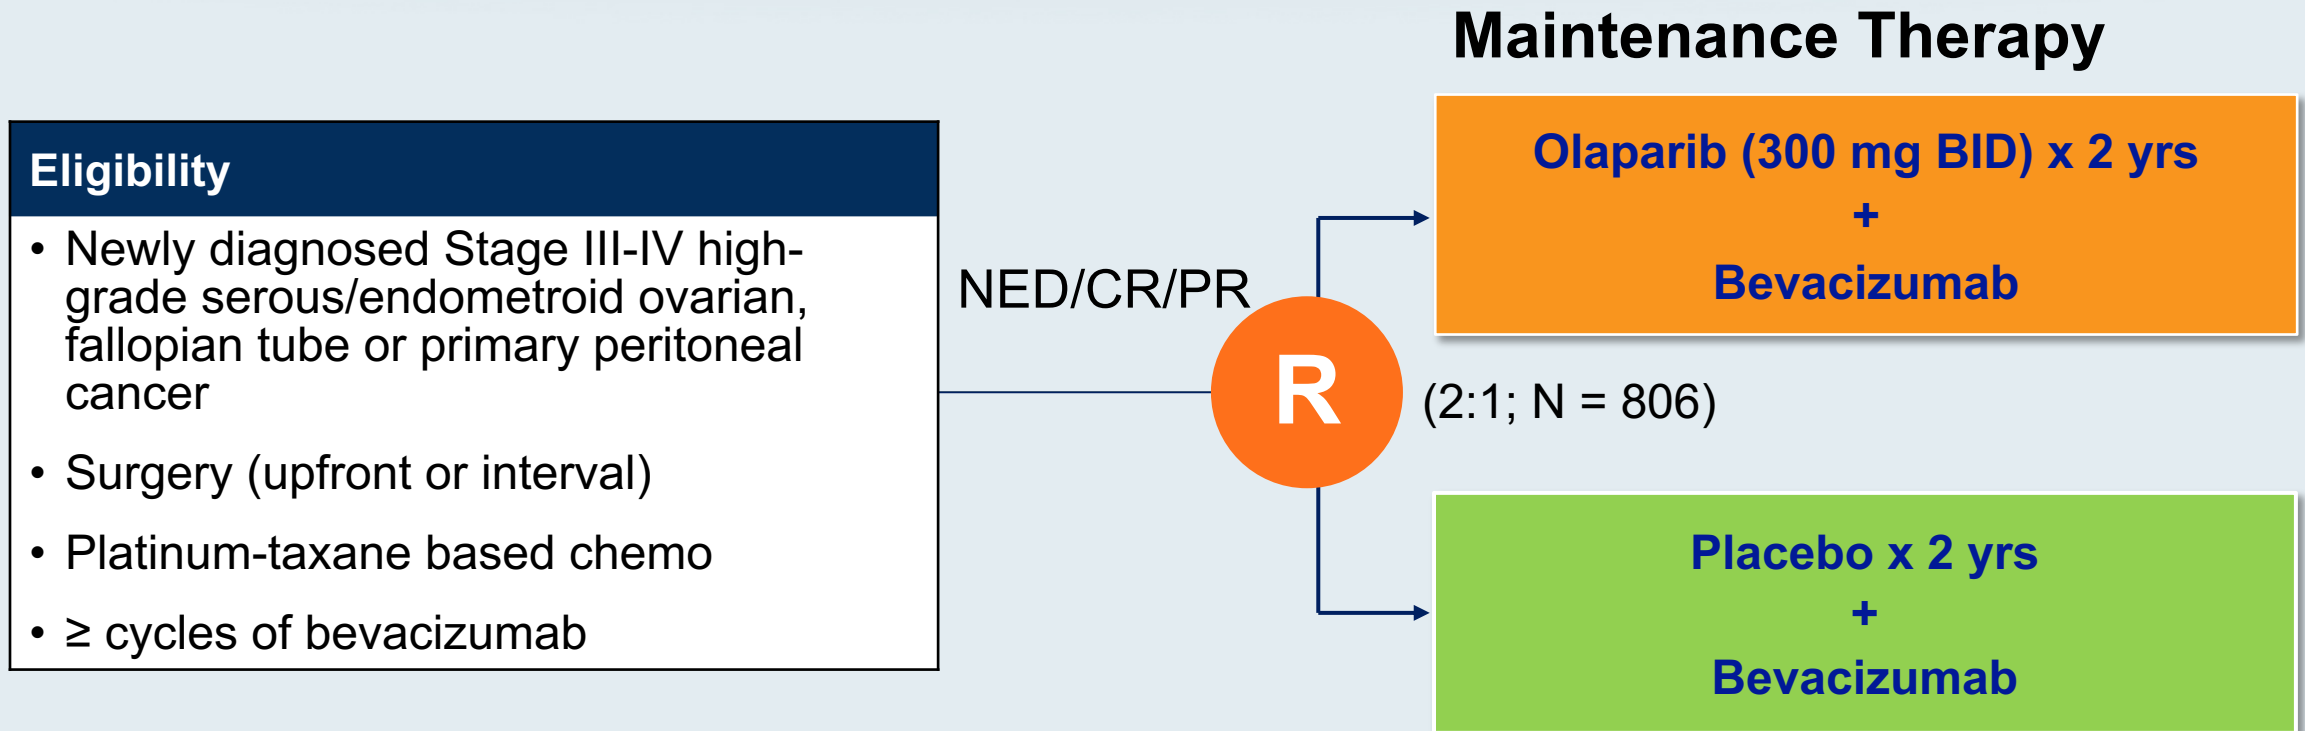 Maintenance Therapy
Eligibility
• Newly diagnosed Stage III-IV high-
grade serous/endometroid ovarian,
fallopian tube or primary peritoneal
cancer
• Surgery (upfront or interval)
• Platinum-taxane based chemo
• ≥ cycles of bevacizumab
NED/CR/PR
R
(2:1; N = 806)
Olaparib (300 mg BID) x 2 yrs
+
Bevacizumab
Placebo x 2 yrs
+
Bevacizumab